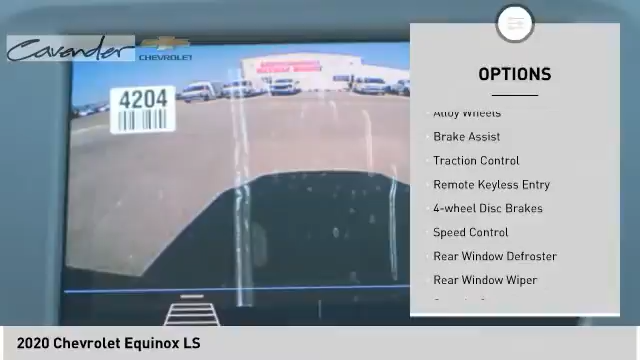 Cavender
CHEVROLET
4204
OPTIONS
Alloy Wheels
Brake Assist
Traction Control
Remote Keyless Entry
4-wheel Disc Brakes
Speed Control
Rear Window Defroster
Rear Window Wiper
2020 Chevrolet Equinox LS